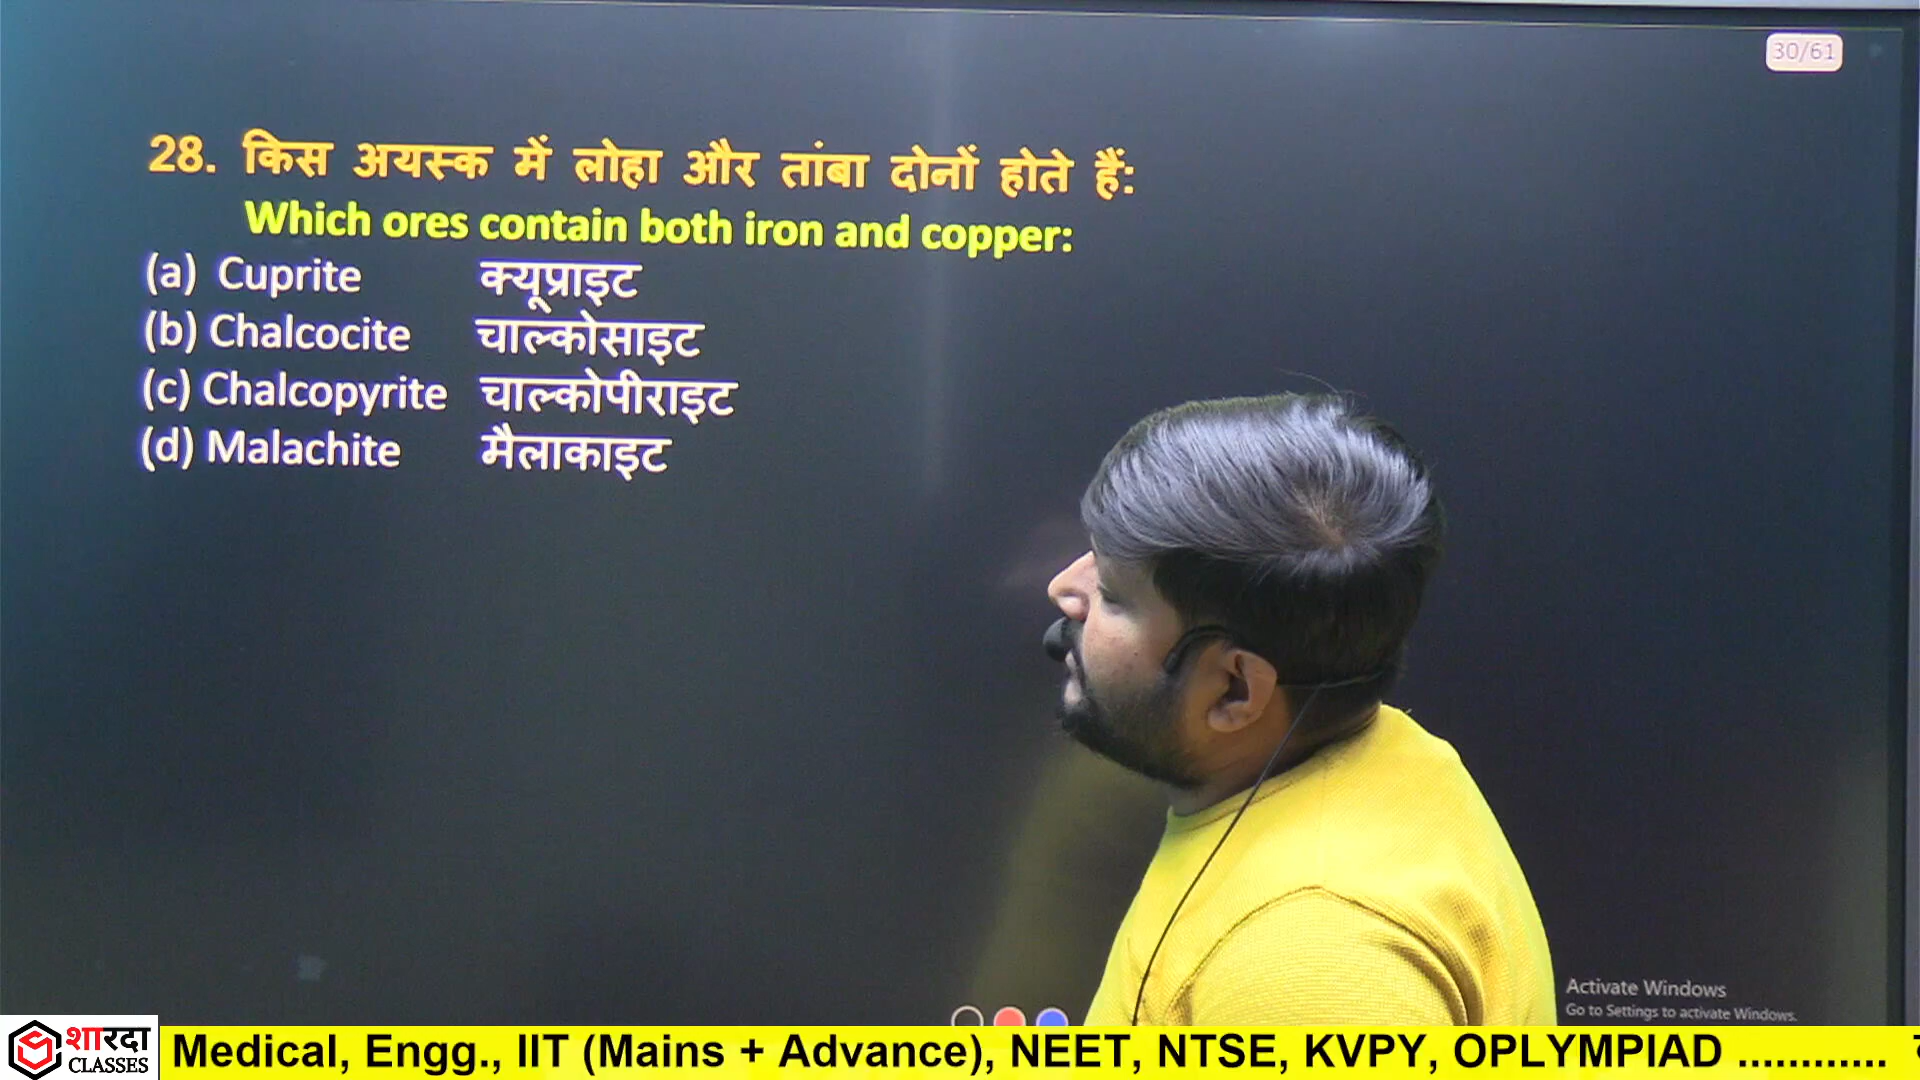 30/61
28. किस अयस्क में लोहा और तांबा दोनों होते हैं:
Which ores contain both iron and copper:
(a) Cuprite क्यूप्राइट
(b) Chalcocite चाल्कोसाइट
(c) Chalcopyrite चाल्कोपीराइट
(d) Malachite मैलाकाइट
Activate Windows
Go to Settings to activate Windows.
शारदा
CLASSES
Medical, Engg., IIT (Mains + Advance), NEET, NTSE, KVPY, OPLYMPIAD ............